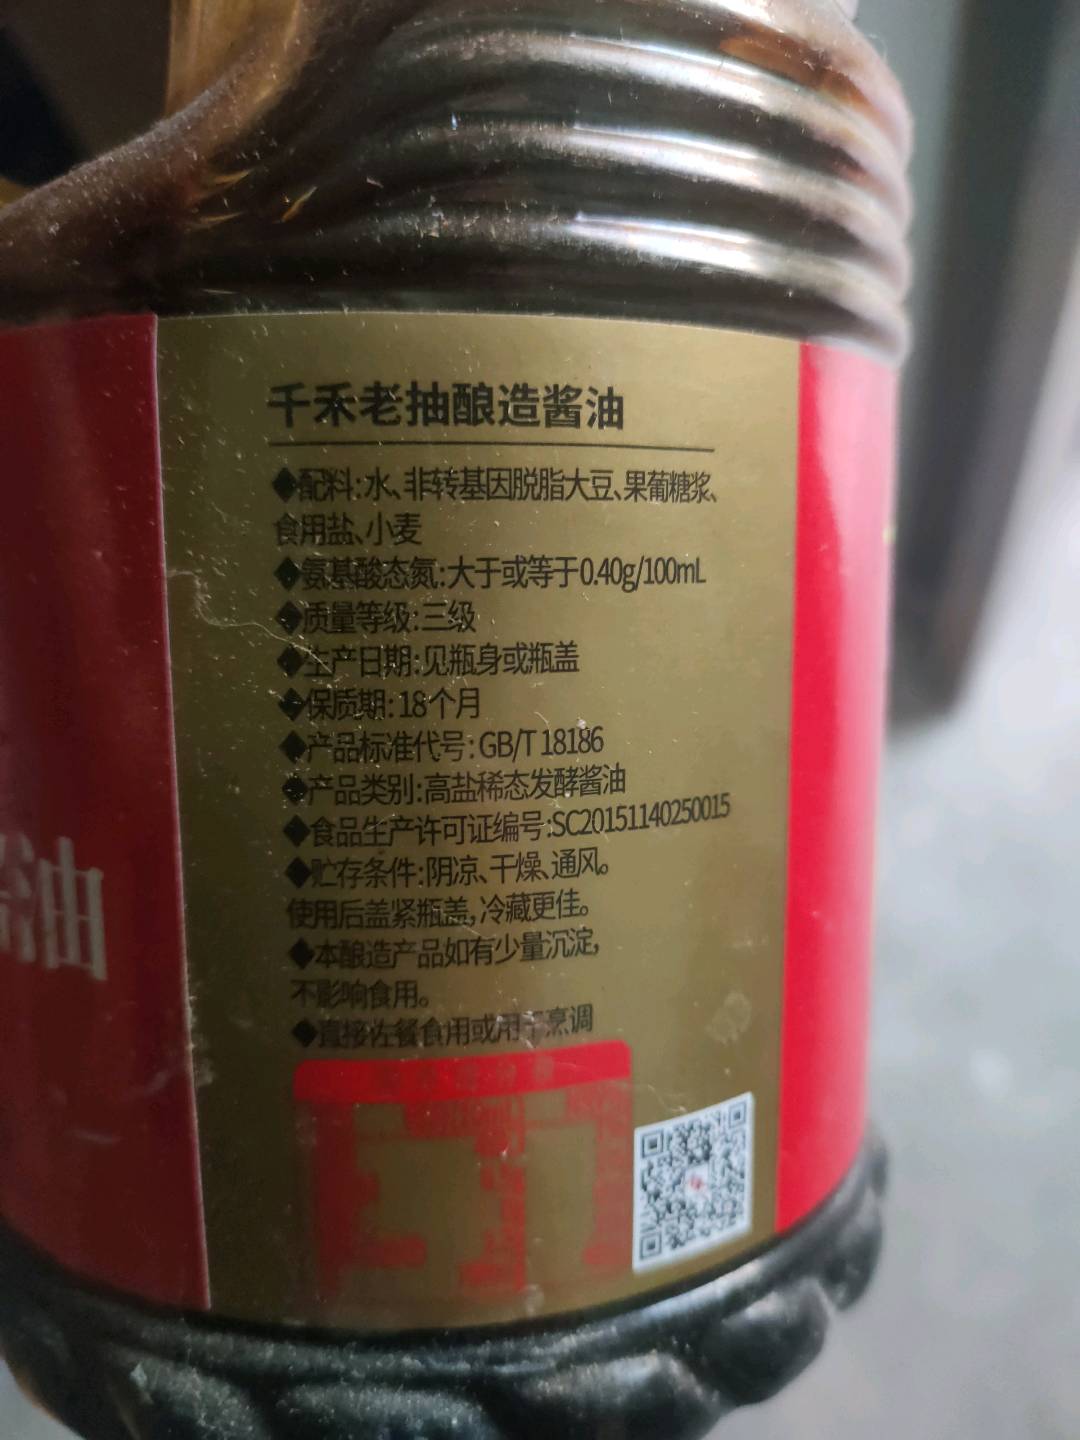 千禾老抽酿造酱油
◆配料:水、非转基因脱脂大豆、果葡糖浆、
食用盐、小麦
◆氨基酸态氮:大于或等于0.40g/100mL
◆质量等级:三级
◆生产日期:见瓶身或瓶盖
◆保质期:18个月
◆产品标准代号:GB/T 18186
◆产品类别:高盐稀态发酵酱油
◆食品生产许可证编号:SC20151140250015
◆贮存条件:阴凉、干燥、通风。
使用后盖紧瓶盖,冷藏更佳。
◆本酿造产品如有少量沉淀,
不影响食用。
◆直接佐餐食用或用于烹调
油